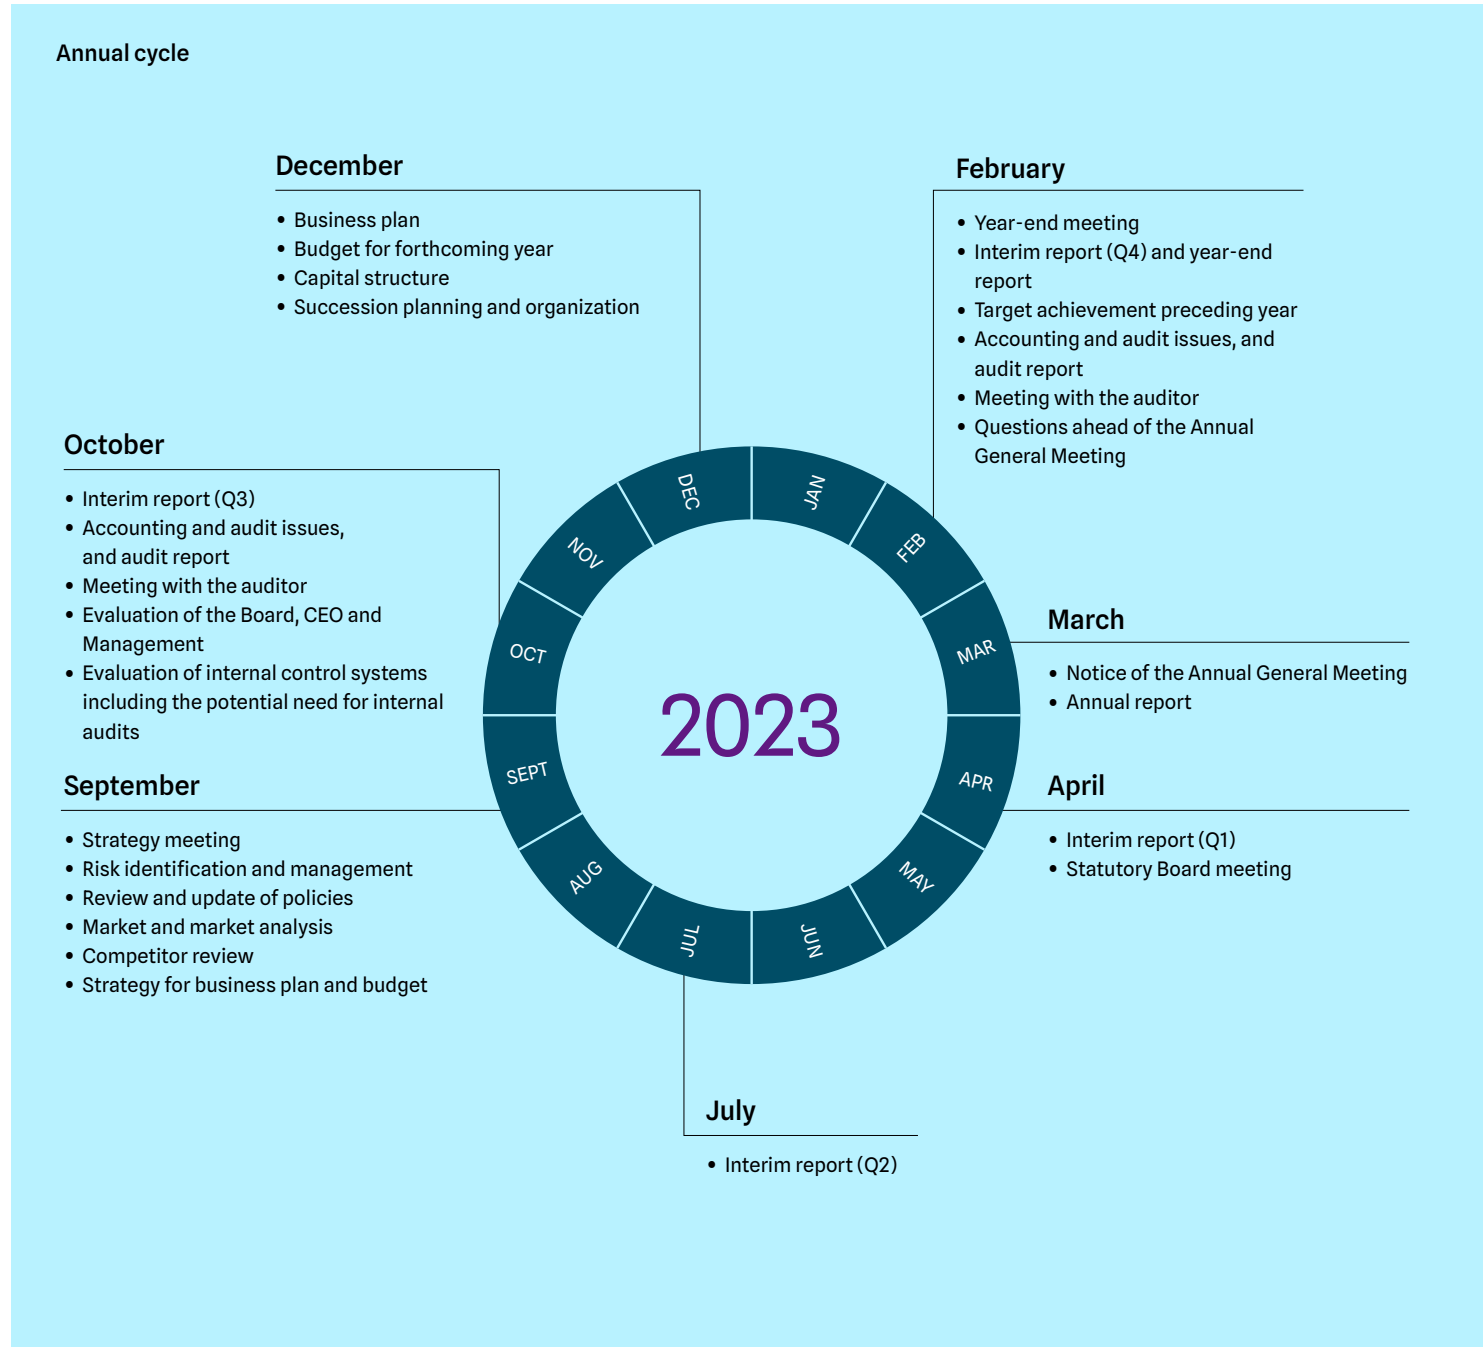 Annual cycle
December
• Business plan
• Budget for forthcoming year
• Capital structure
• Succession planning and organization
February
• Year-end meeting
• Interim report (Q4) and year-end
report
• Target achievement preceding year
• Accounting and audit issues, and
audit report
• Meeting with the auditor
• Questions ahead of the Annual
General Meeting
October
• Interim report (Q3)
• Accounting and audit issues,
and audit report
• Meeting with the auditor
• Evaluation of the Board, CEO and
Management
• Evaluation of internal control systems
including the potential need for internal
audits
March
• Notice of the Annual General Meeting
• Annual report
September
• Strategy meeting
• Risk identification and management
• Review and update of policies
• Market and market analysis
• Competitor review
• Strategy for business plan and budget
April
• Interim report (Q1)
• Statutory Board meeting
July
• Interim report (Q2)
JAN
FEB
MAR
APR
MAY
JUN
JUL
AUG
SEPT
OCT
NOV
DEC
2023